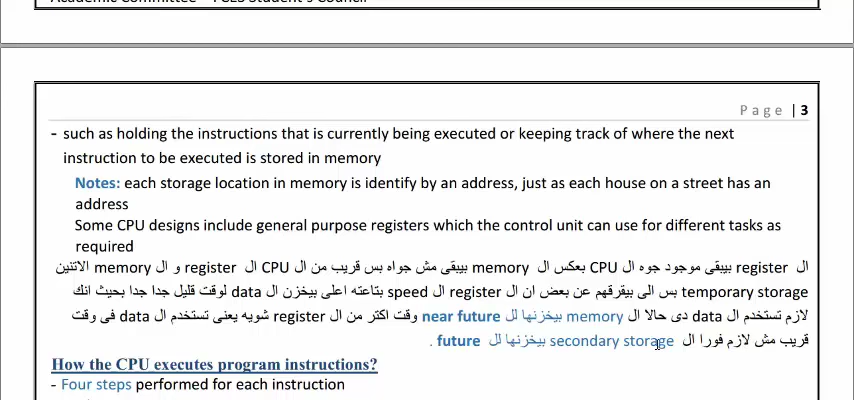 Academic Committee – FCES Student's Council
Page | 3
- such as holding the instructions that is currently being executed or keeping track of where the next
instruction to be executed is stored in memory
Notes: each storage location in memory is identify by an address, just as each house on a street has an
address
Some CPU designs include general purpose registers which the control unit can use for different tasks as
required
ال register بيبقى موجود جوه ال CPU بعكس ال memory بيبقى مش جواه بس قريب من ال CPU ال register و ال memory الاتنين
temporary storage بس الى بيفرقهم عن بعض ان ال register ال speed بتاعته اعلى بيخزن ال data لوقت قليل جدا جدا بحيث انك
لازم تستخدم ال data دى حالا ال memory بيخزنها لل near future وقت اكتر من ال register شويه يعنى تستخدم ال data فى وقت
قريب مش لازم فورا ال secondary storage بيخزنها لل future .
How the CPU executes program instructions?
- Four steps performed for each instruction